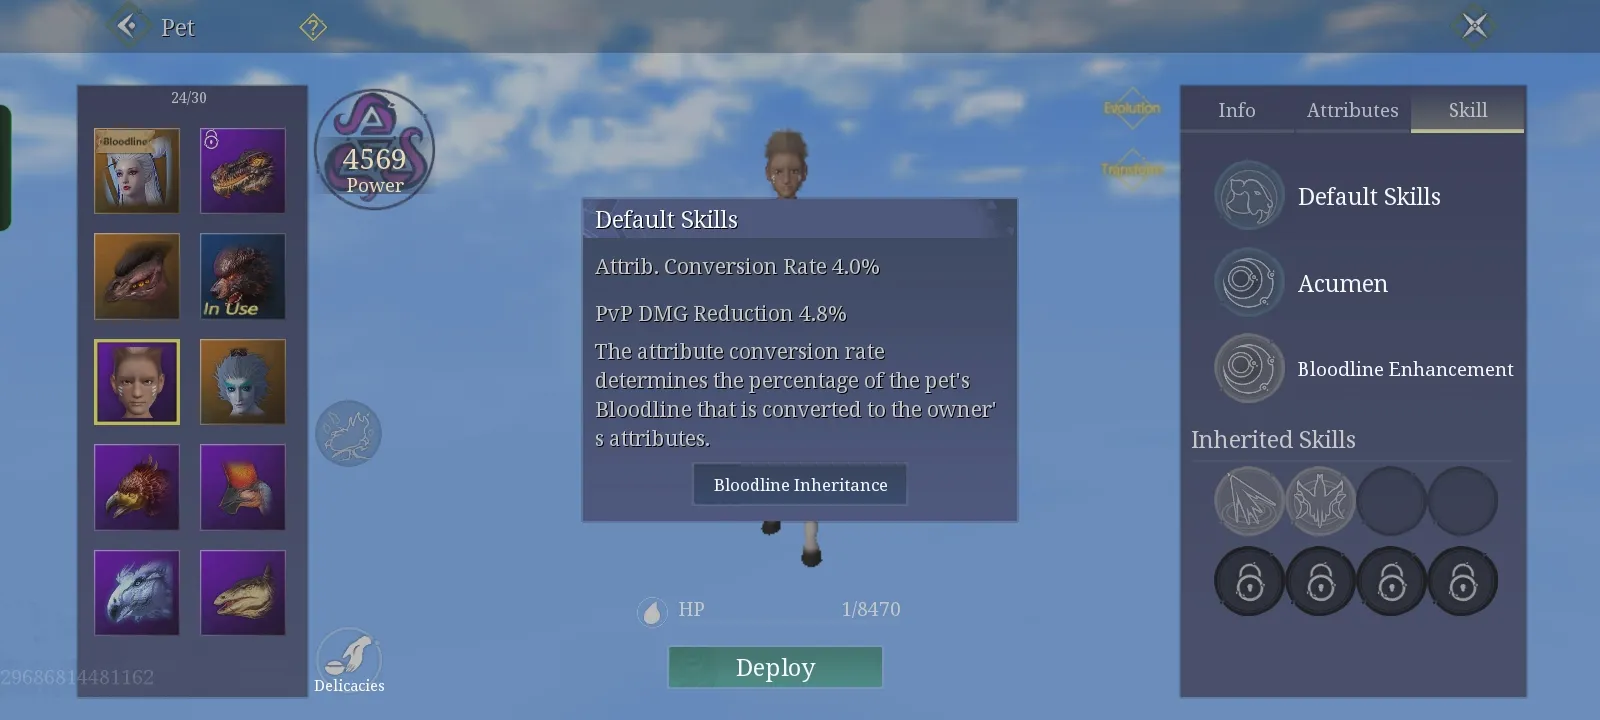 Pet
?
24/30
Bloodline
In Use
4569
Power
Evolution
Transform
Default Skills
Attrib. Conversion Rate 4.0%
PvP DMG Reduction 4.8%
The attribute conversion rate
determines the percentage of the pet's
Bloodline that is converted to the owner'
s attributes.
Bloodline Inheritance
HP
1/8470
Deploy
Delicacies
29686814481162
Info
Attributes
Skill
Default Skills
Acumen
Bloodline Enhancement
Inherited Skills